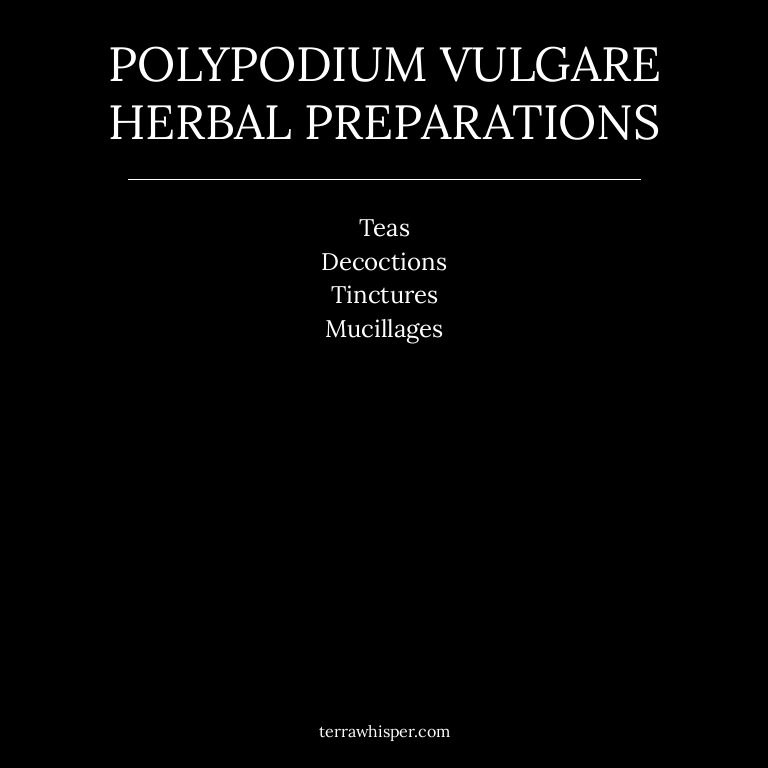 POLYPODIUM VULGARE
HERBAL PREPARATIONS
Teas
Decoctions
Tinctures
Mucillages
terrawhisper.com